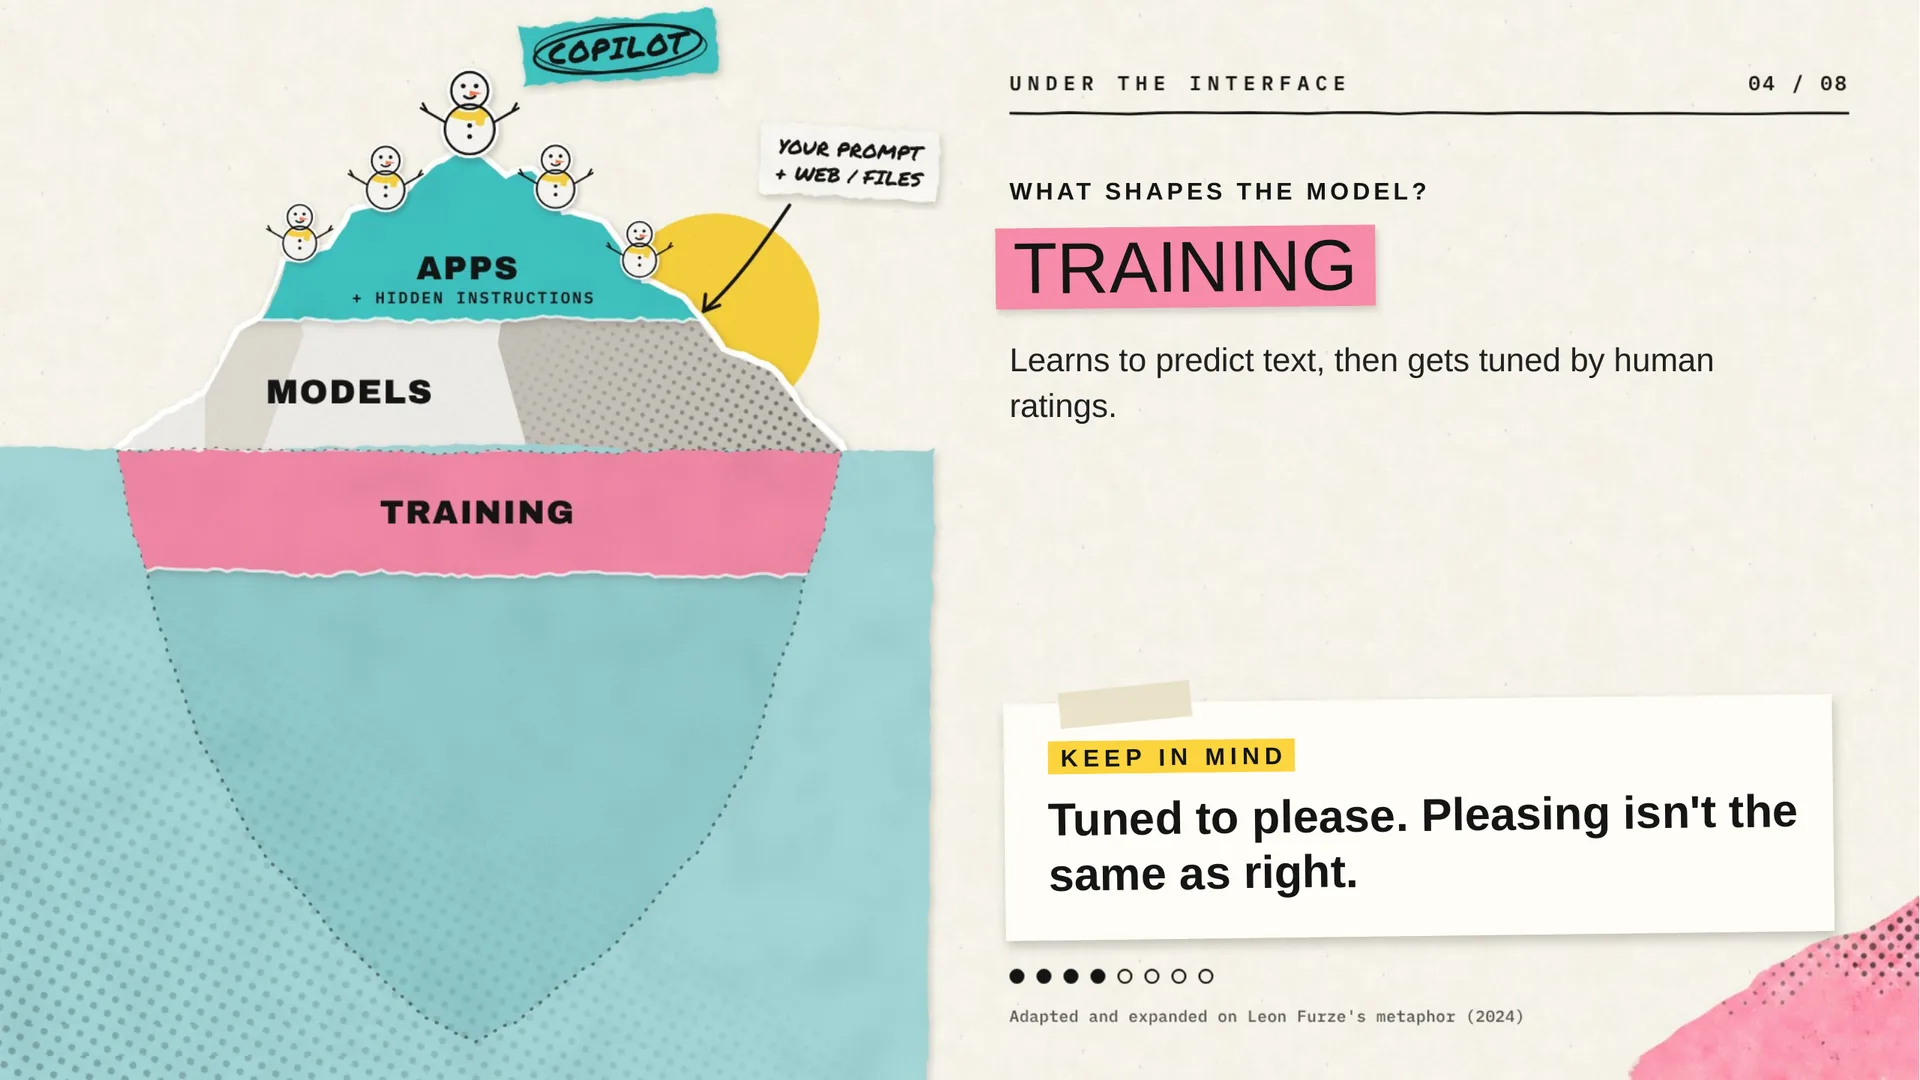 COPILOT
YOUR PROMPT
+ WEB / FILES
APPS
+ HIDDEN INSTRUCTIONS
MODELS
TRAINING
UNDER THE INTERFACE
04 / 08
WHAT SHAPES THE MODEL?
TRAINING
Learns to predict text, then gets tuned by human
ratings.
KEEP IN MIND
Tuned to please. Pleasing isn't the
same as right.
Adapted and expanded on Leon Furze's metaphor (2024)